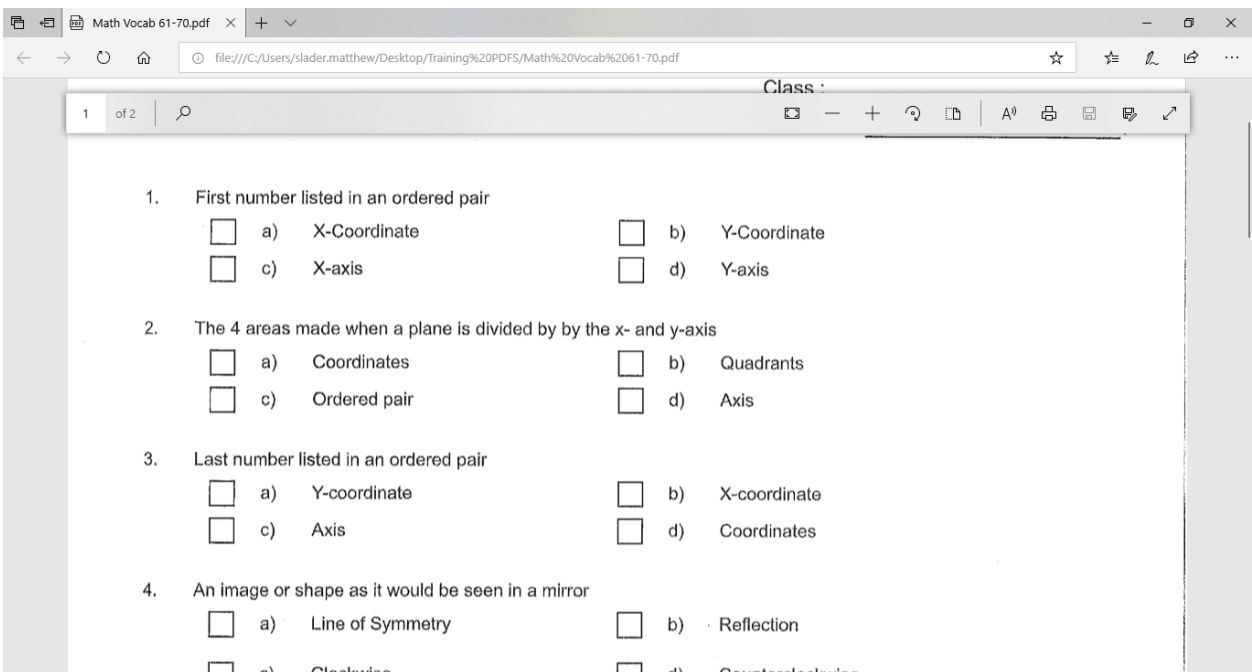 Math Vocab 61-70.pdf
file:///C:/Users/slader.matthew/Desktop/Training%20PDFS/Math%20Vocab%2061-70.pdf
Class :
1 of 2
1. First number listed in an ordered pair
a) X-Coordinate b) Y-Coordinate
c) X-axis d) Y-axis
2. The 4 areas made when a plane is divided by by the x- and y-axis
a) Coordinates b) Quadrants
c) Ordered pair d) Axis
3. Last number listed in an ordered pair
a) Y-coordinate b) X-coordinate
c) Axis d) Coordinates
4. An image or shape as it would be seen in a mirror
a) Line of Symmetry b) Reflection
c) Clockwise d) Counterclockwise